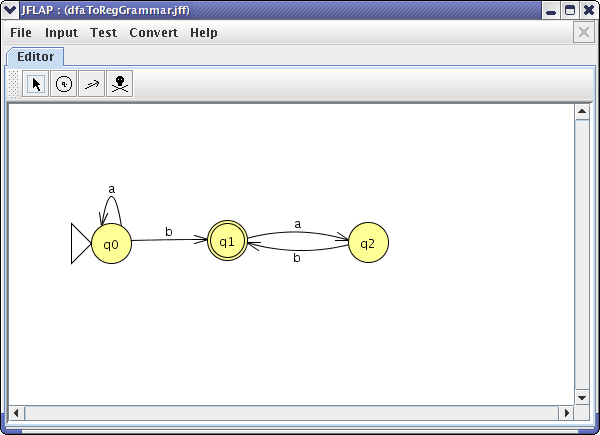 JFLAP : (dfaToRegGrammar.jff)
File Input Test Convert Help
Editor
a
b
a
q0
q1
q2
b